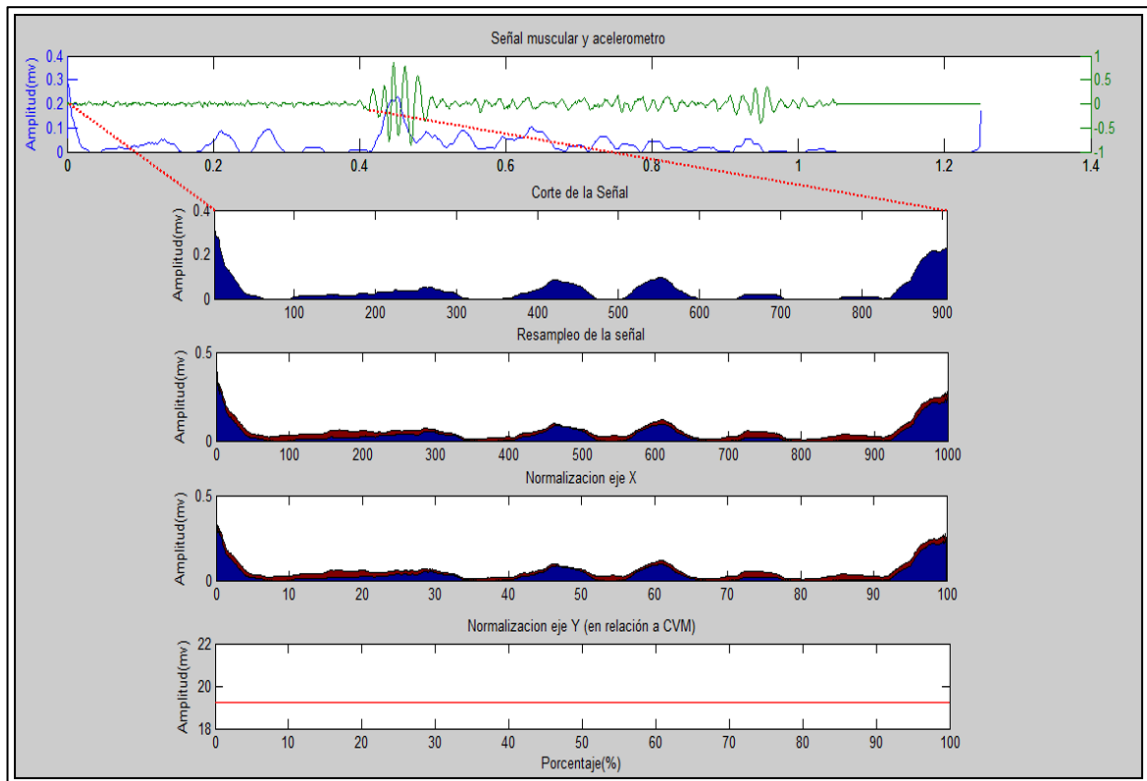 Señal muscular y acelerometro
Amplitud(mv)
0.4
0.3
0.2
0.1
0
1
0.5
0
-0.5
-1
0 0.2 0.4 0.6 0.8 1 1.2 1.4
Corte de la Señal
Amplitud(mv)
0.4
0.2
0
100 200 300 400 500 600 700 800 900
Resampleo de la señal
Amplitud(mv)
0.5
0
0 100 200 300 400 500 600 700 800 900 1000
Normalizacion eje X
Amplitud(mv)
0.5
0
0 10 20 30 40 50 60 70 80 90 100
Normalizacion eje Y (en relación a CVM)
Amplitud(mv)
22
20
18
0 10 20 30 40 50 60 70 80 90 100
Porcentaje(%)